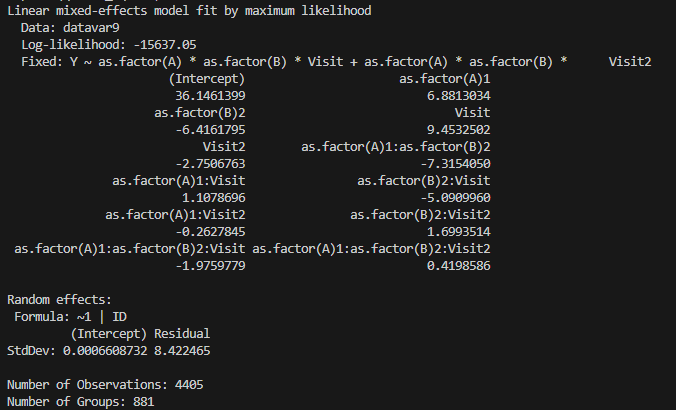 Linear mixed-effects model fit by maximum likelihood
  Data: datavar9
  Log-likelihood: -15637.05
  Fixed: Y ~ as.factor(A) * as.factor(B) * Visit + as.factor(A) * as.factor(B) *      Visit2
                      (Intercept)                    as.factor(A)1
                       36.1461399                        6.8813034
                    as.factor(B)2                            Visit
                       -6.4161795                        9.4532502
                           Visit2      as.factor(A)1:as.factor(B)2
                       -2.7506763                       -7.3154050
              as.factor(A)1:Visit              as.factor(B)2:Visit
                        1.1078696                       -5.0909960
             as.factor(A)1:Visit2             as.factor(B)2:Visit2
                       -0.2627845                        1.6993514
 as.factor(A)1:as.factor(B)2:Visit as.factor(A)1:as.factor(B)2:Visit2
                       -1.9759779                        0.4198586

Random effects:
 Formula: ~1 | ID
         (Intercept) Residual
StdDev: 0.0006608732 8.422465

Number of Observations: 4405
Number of Groups: 881